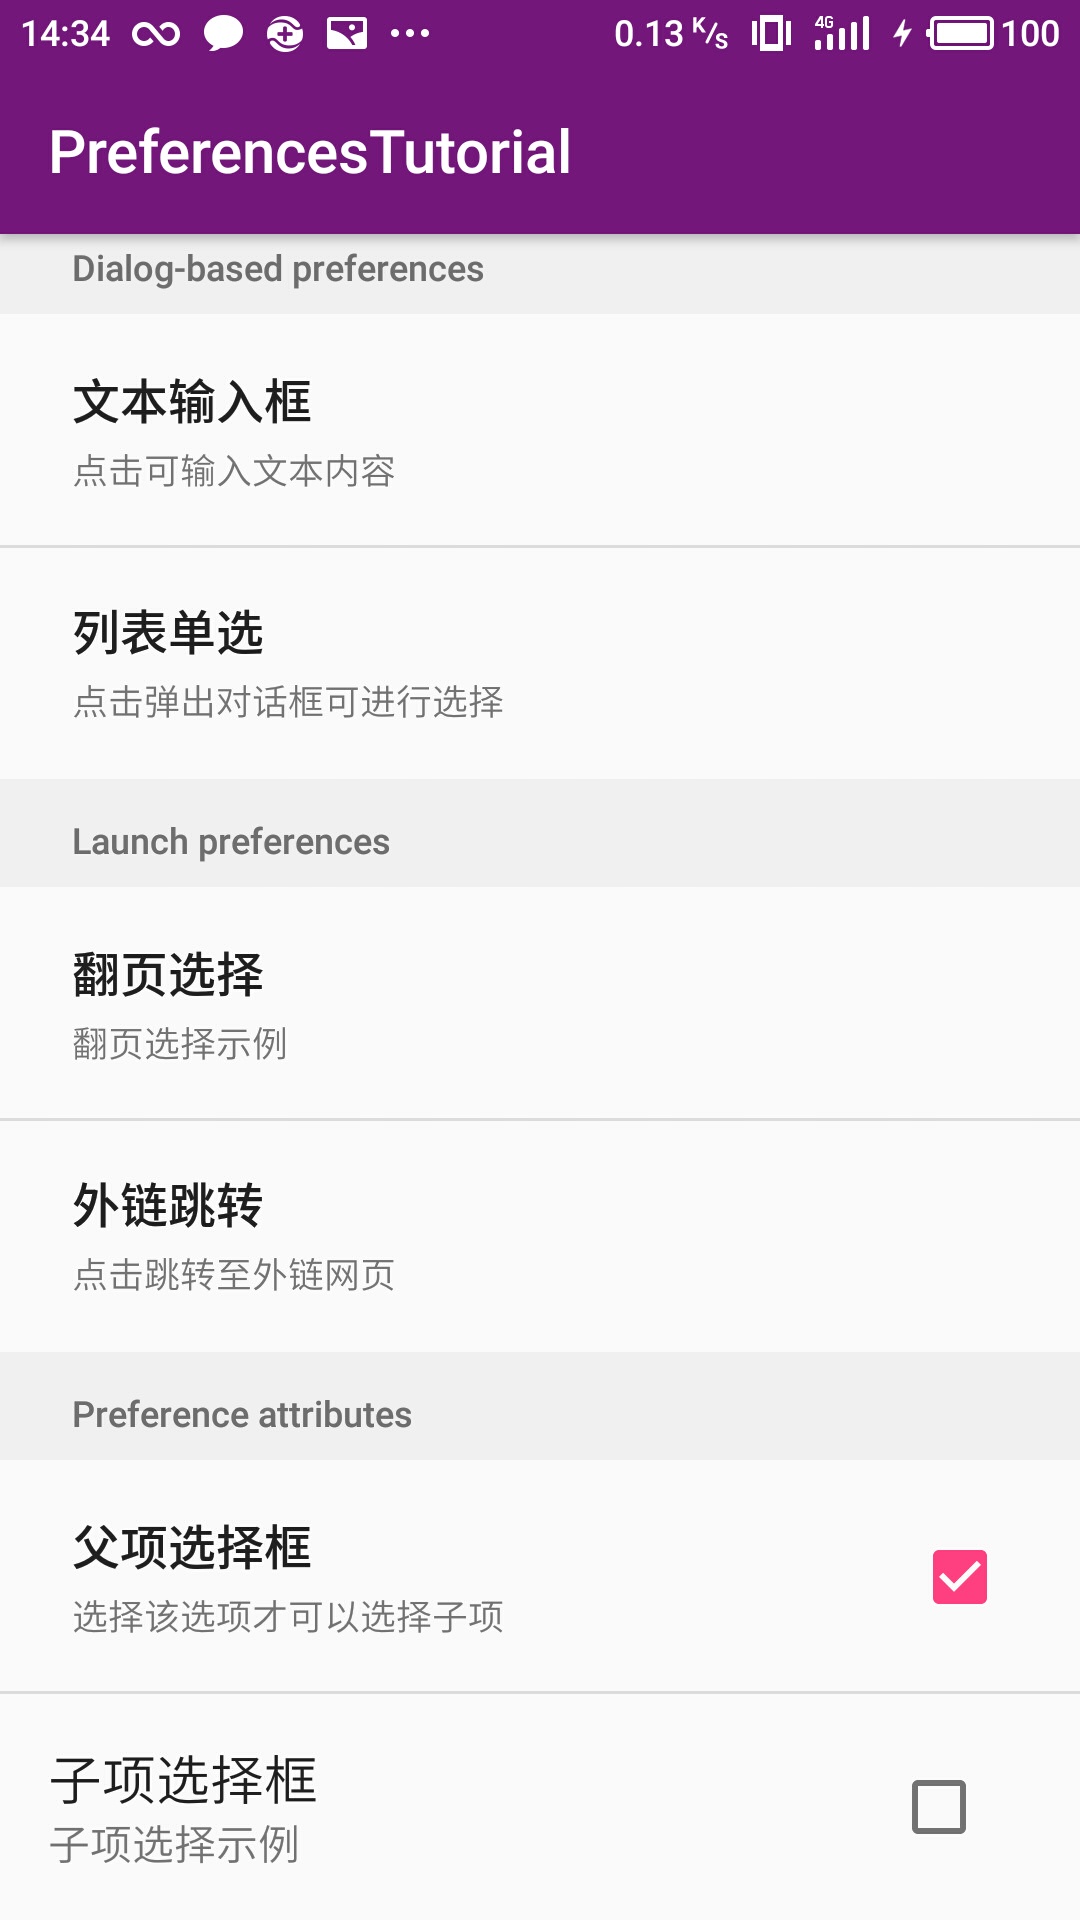 14:34 0.13 K/S 4G 100
PreferencesTutorial
Dialog-based preferences
文本输入框
点击可输入文本内容
列表单选
点击弹出对话框可进行选择
Launch preferences
翻页选择
翻页选择示例
外链跳转
点击跳转至外链网页
Preference attributes
父项选择框
选择该选项才可以选择子项
子项选择框
子项选择示例